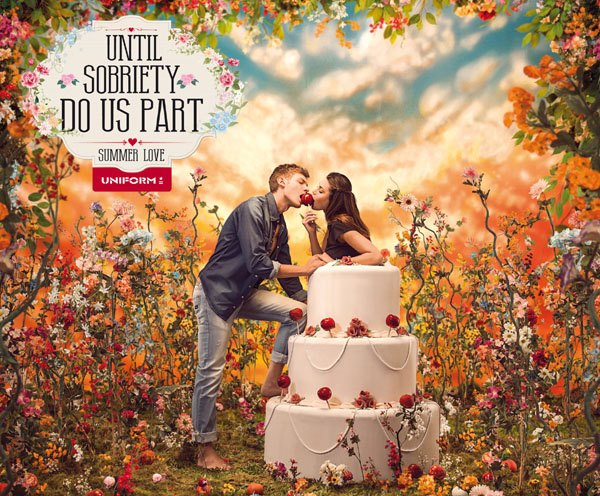 UNTIL
SOBRIETY
DO US PART
SUMMER LOVE
UNIFORM